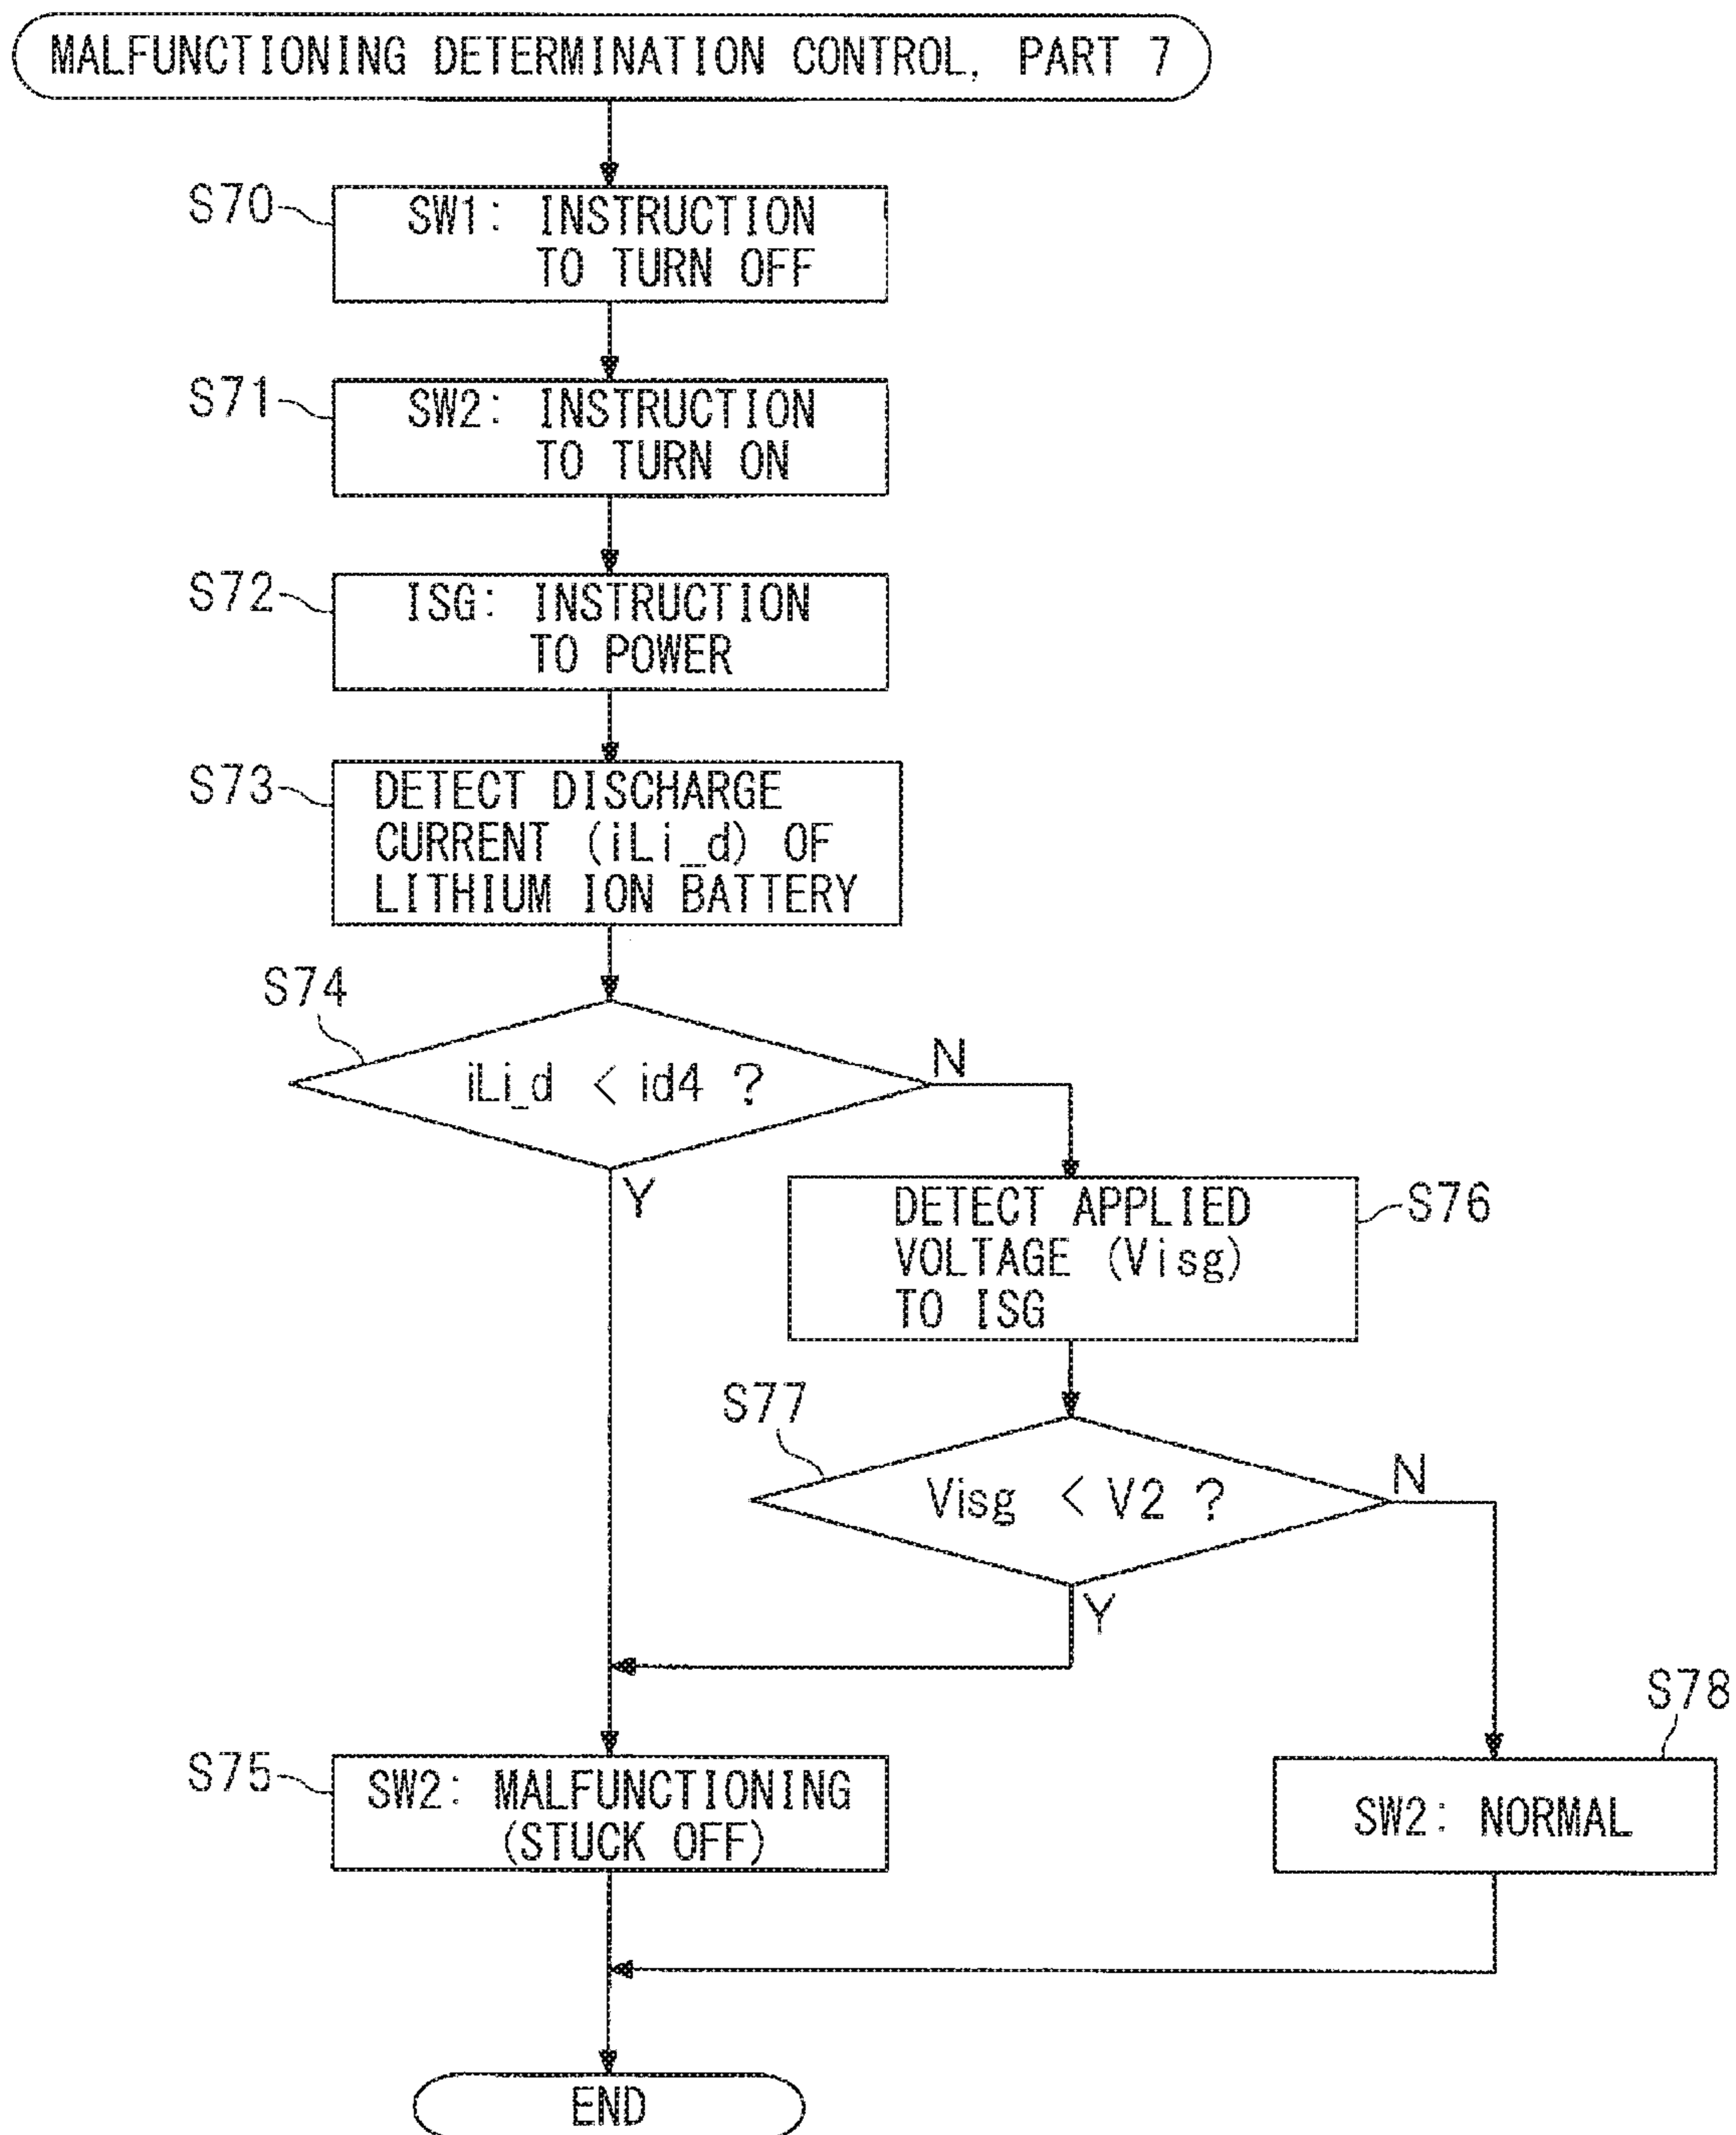 MALFUNCTIONING DETERMINATION CONTROL, PART 7
S70
SW1: INSTRUCTION
TO TURN OFF
S71
SW2: INSTRUCTION
TO TURN ON
S72
ISG: INSTRUCTION
TO POWER
S73
DETECT DISCHARGE
CURRENT (iLi_d) OF
LITHIUM ION BATTERY
S74
iLi_d < id4 ?
N
Y
DETECT APPLIED
VOLTAGE (Visg)
TO ISG
S76
S77
Visg < V2 ?
N
Y
S75
SW2: MALFUNCTIONING
(STUCK OFF)
S78
SW2: NORMAL
END